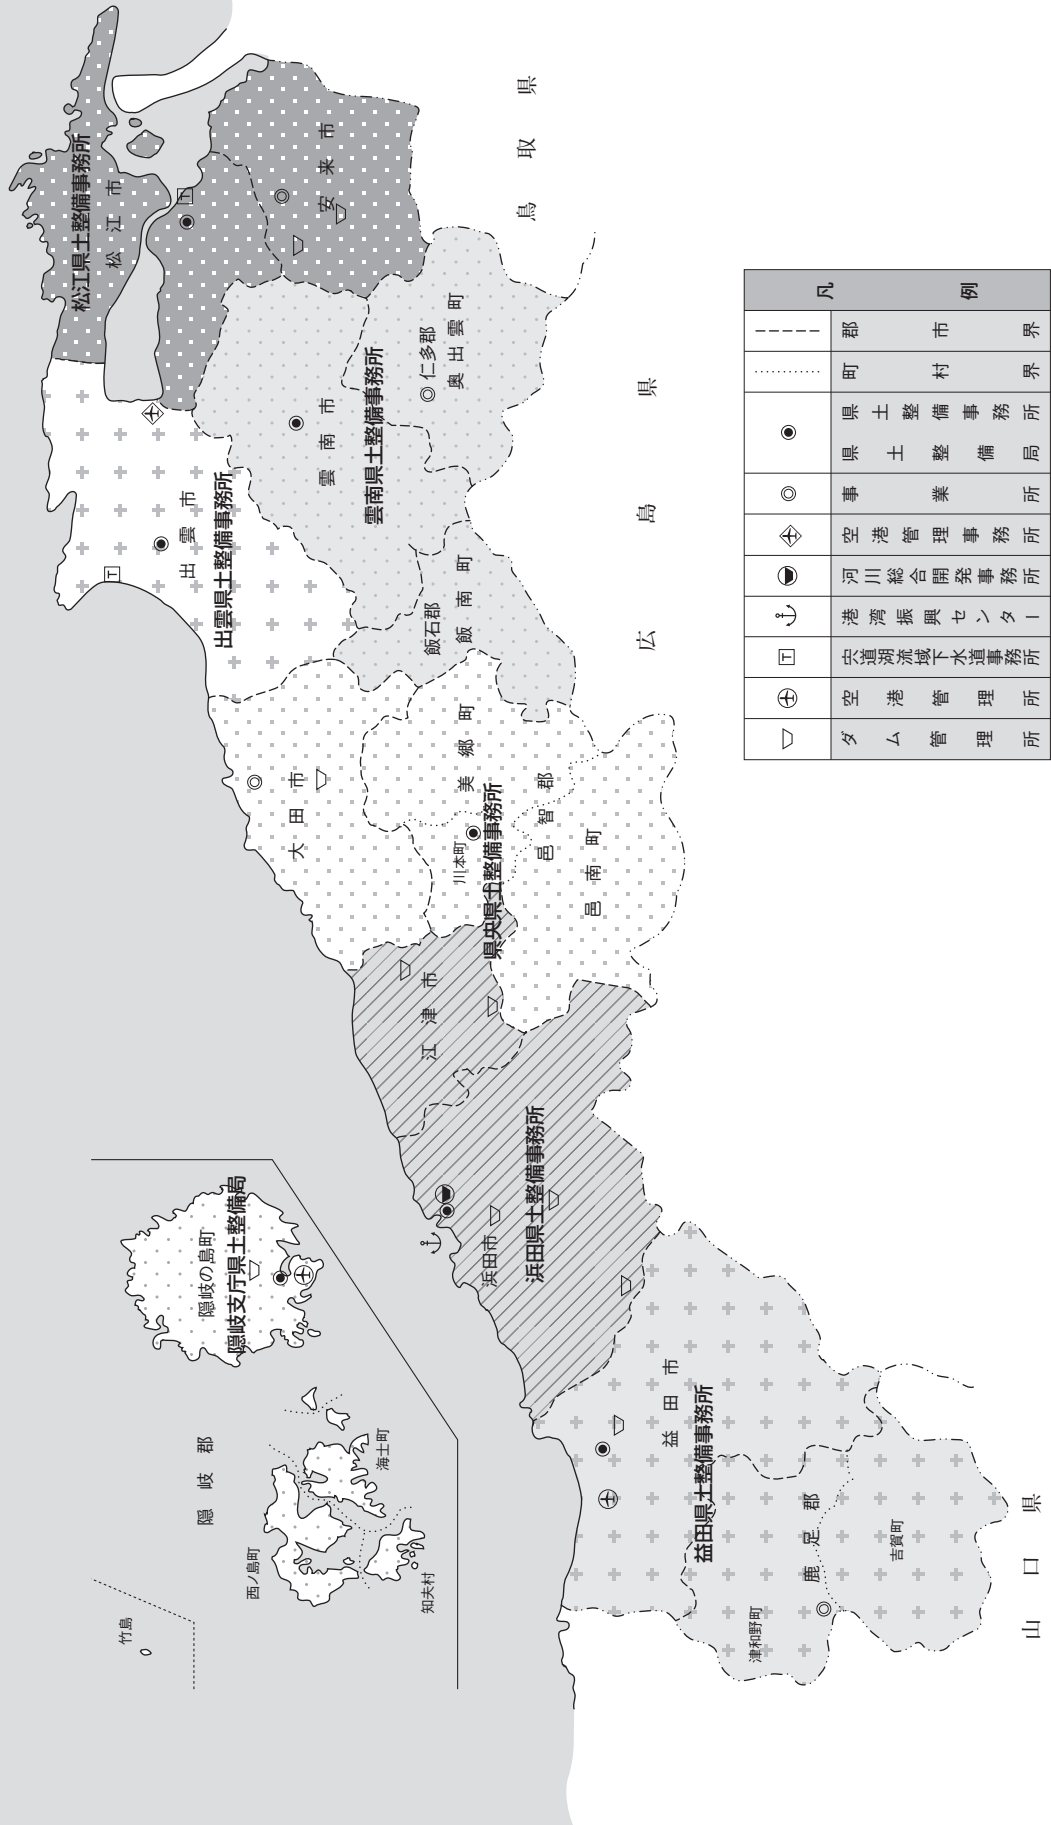 竹島
隠岐郡
西ノ島町
海士町
知夫村
隠岐の島町
隠岐支庁県土整備局
松江県土整備事務所
松江市
安来市
出雲市
出雲県土整備事務所
雲南市
雲南県土整備事務所
仁多郡
奥出雲町
飯石郡
飯南町
大田市
美郷町
川本町
県央県土整備事務所
邑智郡
邑南町
江津市
浜田市
浜田県土整備事務所
益田市
益田県土整備事務所
鹿足郡
津和野町
吉賀町
鳥取県
広島県
山口県
凡例
郡市界
町村界
県土整備事務所
県土整備局
事業所
空港管理事務所
河川総合開発事務所
港湾振興センター
T 宍道湖流域下水道事務所
空港管理所
ダム管理所
T
T